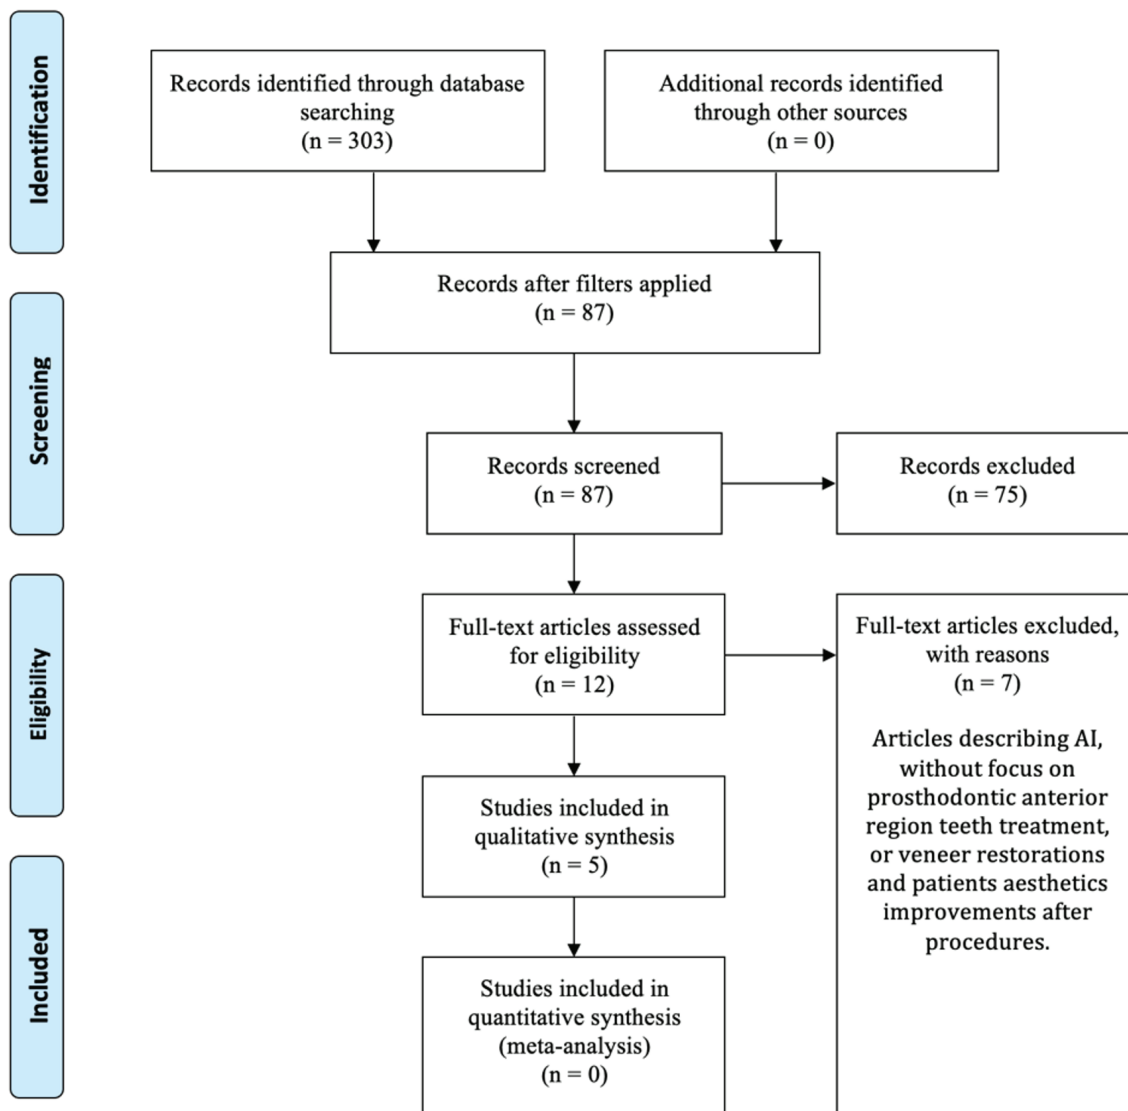 Identification
Records identified through database
searching
(n = 303)
Additional records identified
through other sources
(n = 0)
Records after filters applied
(n = 87)
Screening
Records screened
(n = 87)
Records excluded
(n = 75)
Eligibility
Full-text articles assessed
for eligibility
(n = 12)
Full-text articles excluded,
with reasons
(n = 7)
Articles describing AI,
without focus on
prosthodontic anterior
region teeth treatment,
or veneer restorations
and patients aesthetics
improvements after
procedures.
Studies included in
qualitative synthesis
(n = 5)
Included
Studies included in
quantitative synthesis
(meta-analysis)
(n = 0)